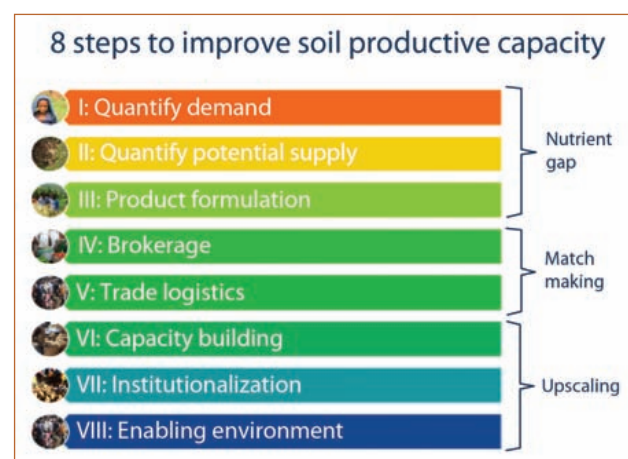 8 steps to improve soil productive capacity
I: Quantify demand
II: Quantify potential supply
III: Product formulation
Nutrient
gap
IV: Brokerage
V: Trade logistics
Match
making
VI: Capacity building
VII: Institutionalization
VIII: Enabling environment
Upscaling